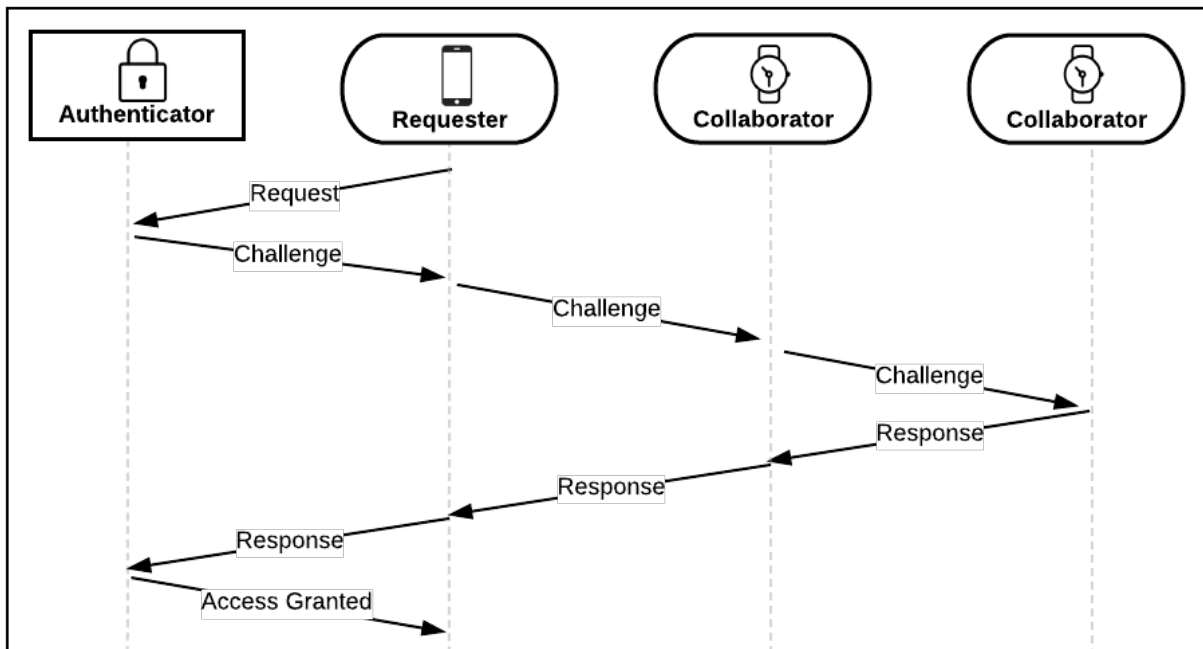 Authenticator
Requester
Collaborator
Collaborator
Request
Challenge
Challenge
Challenge
Response
Response
Response
Access Granted